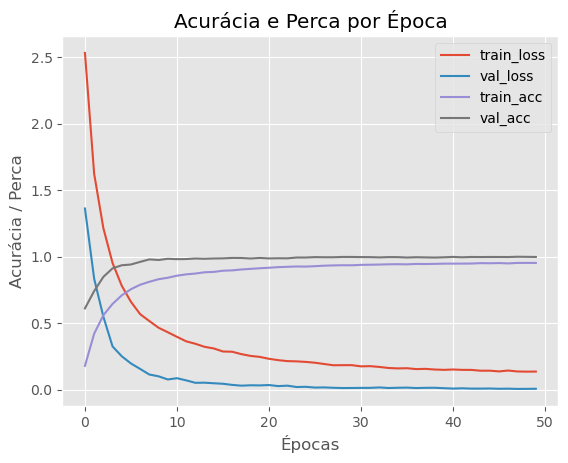 Acurácia e Perca por Época
train_loss
val_loss
train_acc
val_acc
Acurácia / Perca
2.5
2.0
1.5
1.0
0.5
0.0
0
10
20
30
40
50
Épocas